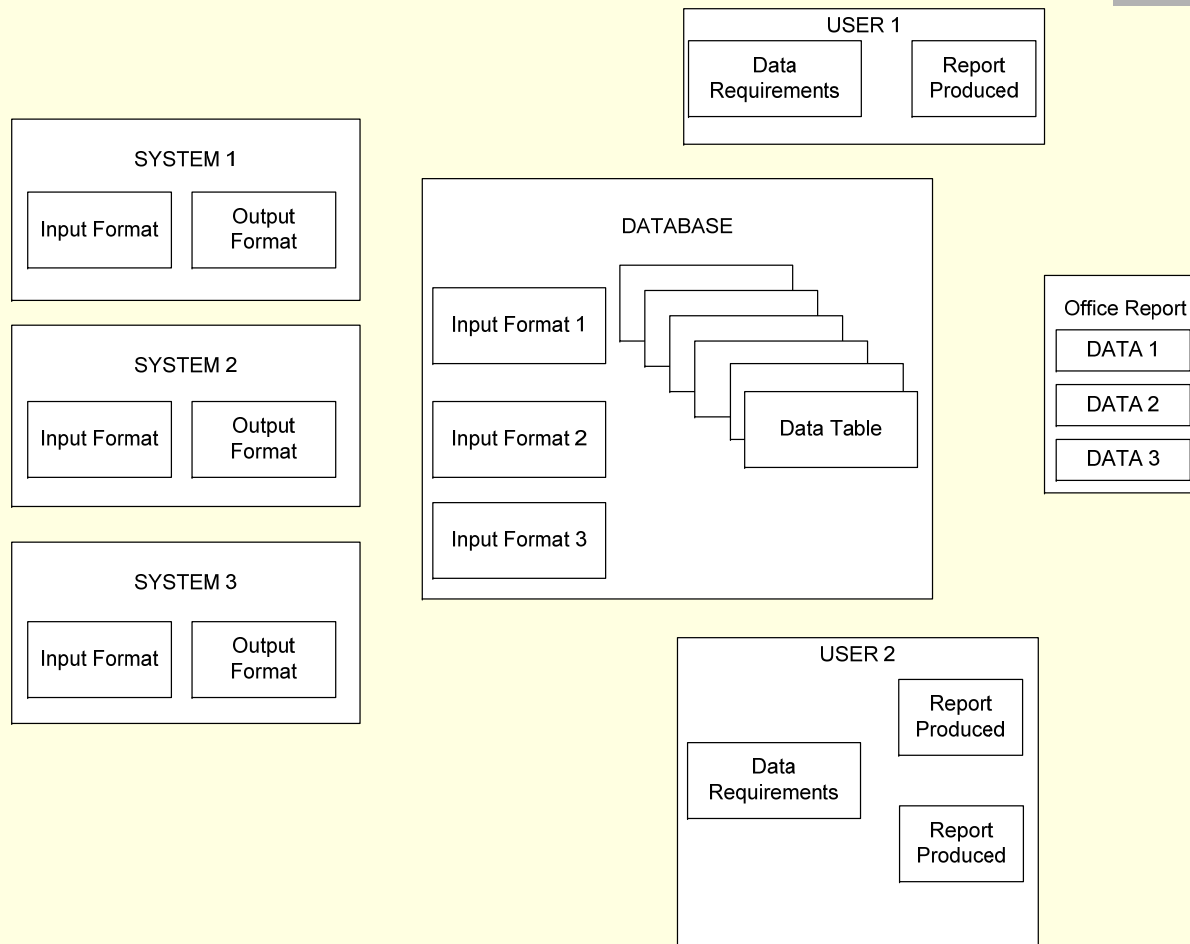 USER 1
Data
Requirements
Report
Produced
SYSTEM 1
Input Format
Output
Format
DATABASE
Input Format 1
Input Format 2
Input Format 3
Data Table
Office Report
DATA 1
DATA 2
DATA 3
SYSTEM 2
Input Format
Output
Format
SYSTEM 3
Input Format
Output
Format
USER 2
Data
Requirements
Report
Produced
Report
Produced